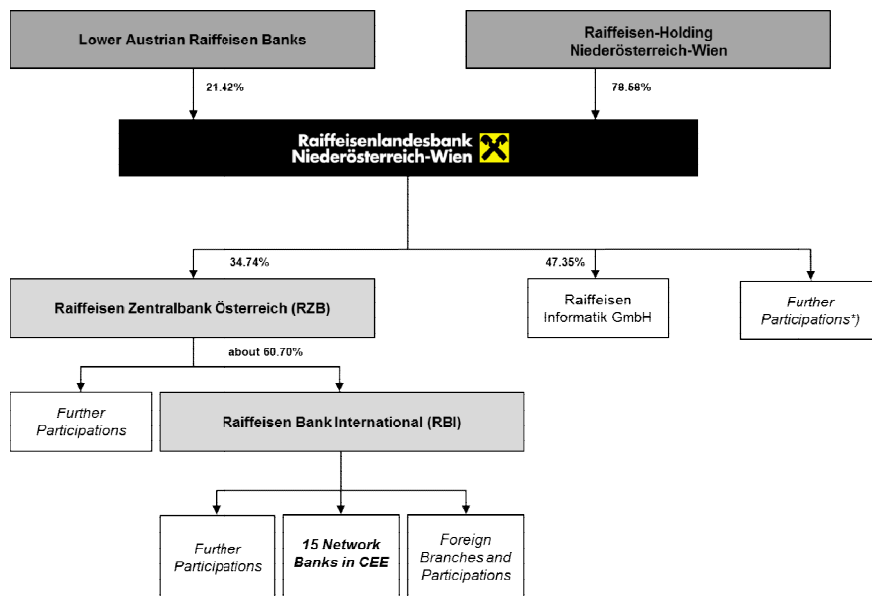 Lower Austrian Raiffeisen Banks
Raiffeisen-Holding
Niederösterreich-Wien
21.42%
78.58%
Raiffeisenlandesbank
Niederösterreich-Wien
34.74%
47.35%
Raiffeisen Zentralbank Österreich (RZB)
Raiffeisen
Informatik GmbH
Further
Participations*)
about 60.70%
Further
Participations
Raiffeisen Bank International (RBI)
Further
Participations
15 Network
Banks in CEE
Foreign
Branches and
Participations